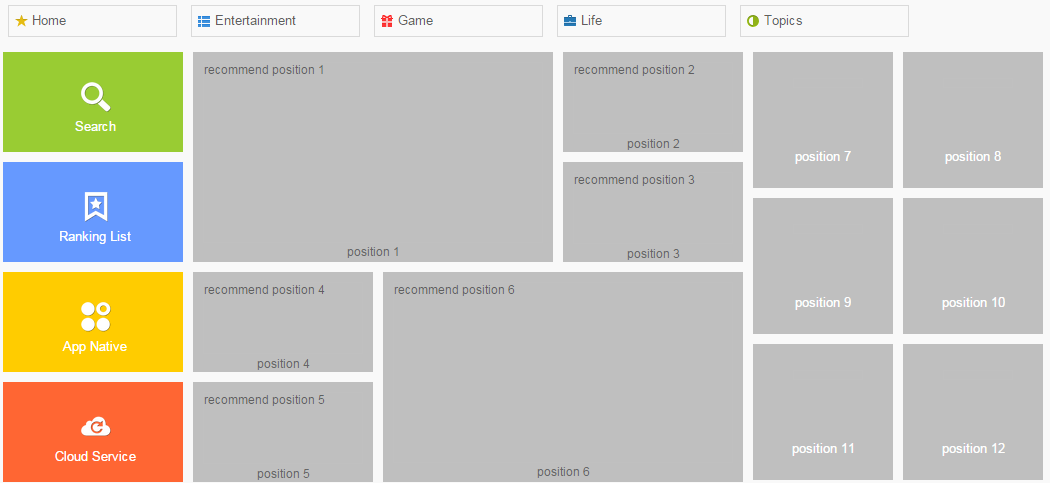 Home
Entertainment
Game
Life
Topics
Search
Ranking List
App Native
Cloud Service
recommend position 1
position 1
recommend position 2
position 2
recommend position 3
position 3
recommend position 4
position 4
recommend position 5
position 5
recommend position 6
position 6
position 7
position 8
position 9
position 10
position 11
position 12